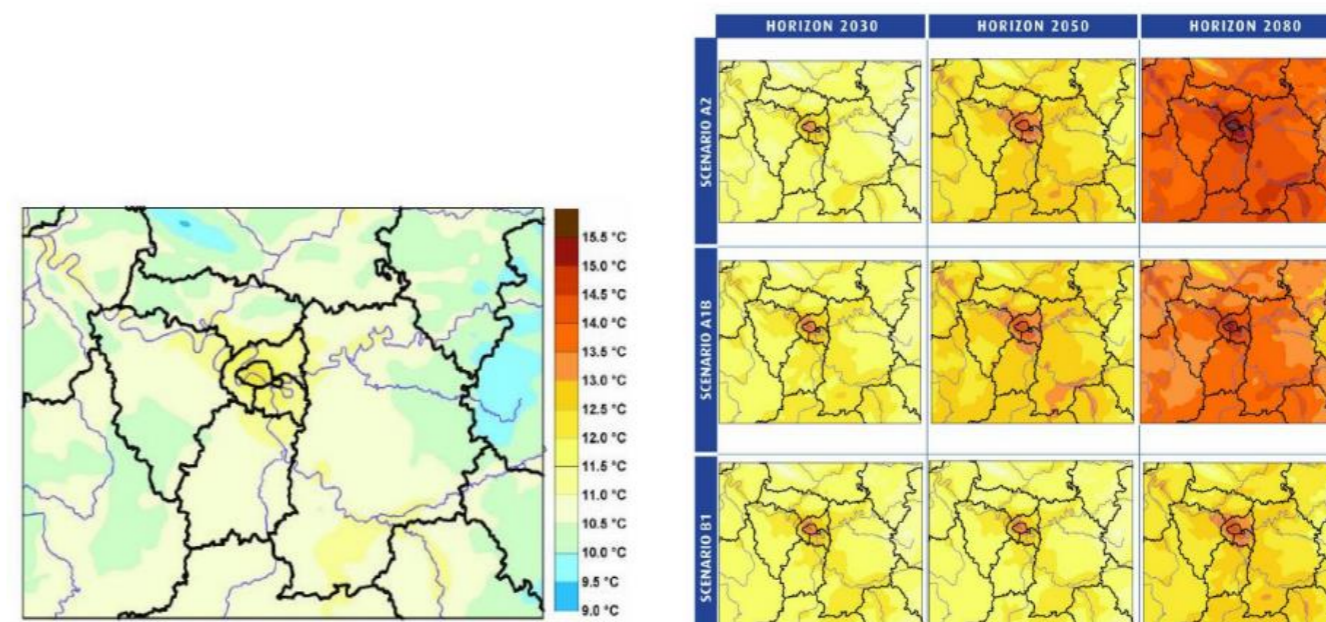 15.5 °C
15.0 °C
14.5 °C
14.0 °C
13.5 °C
13.0 °C
12.5 °C
12.0 °C
11.5 °C
11.0 °C
10.5 °C
10.0 °C
9.5 °C
9.0 °C
HORIZON 2030
HORIZON 2050
HORIZON 2080
SCENARIO A2
SCENARIO A1B
SCENARIO B1